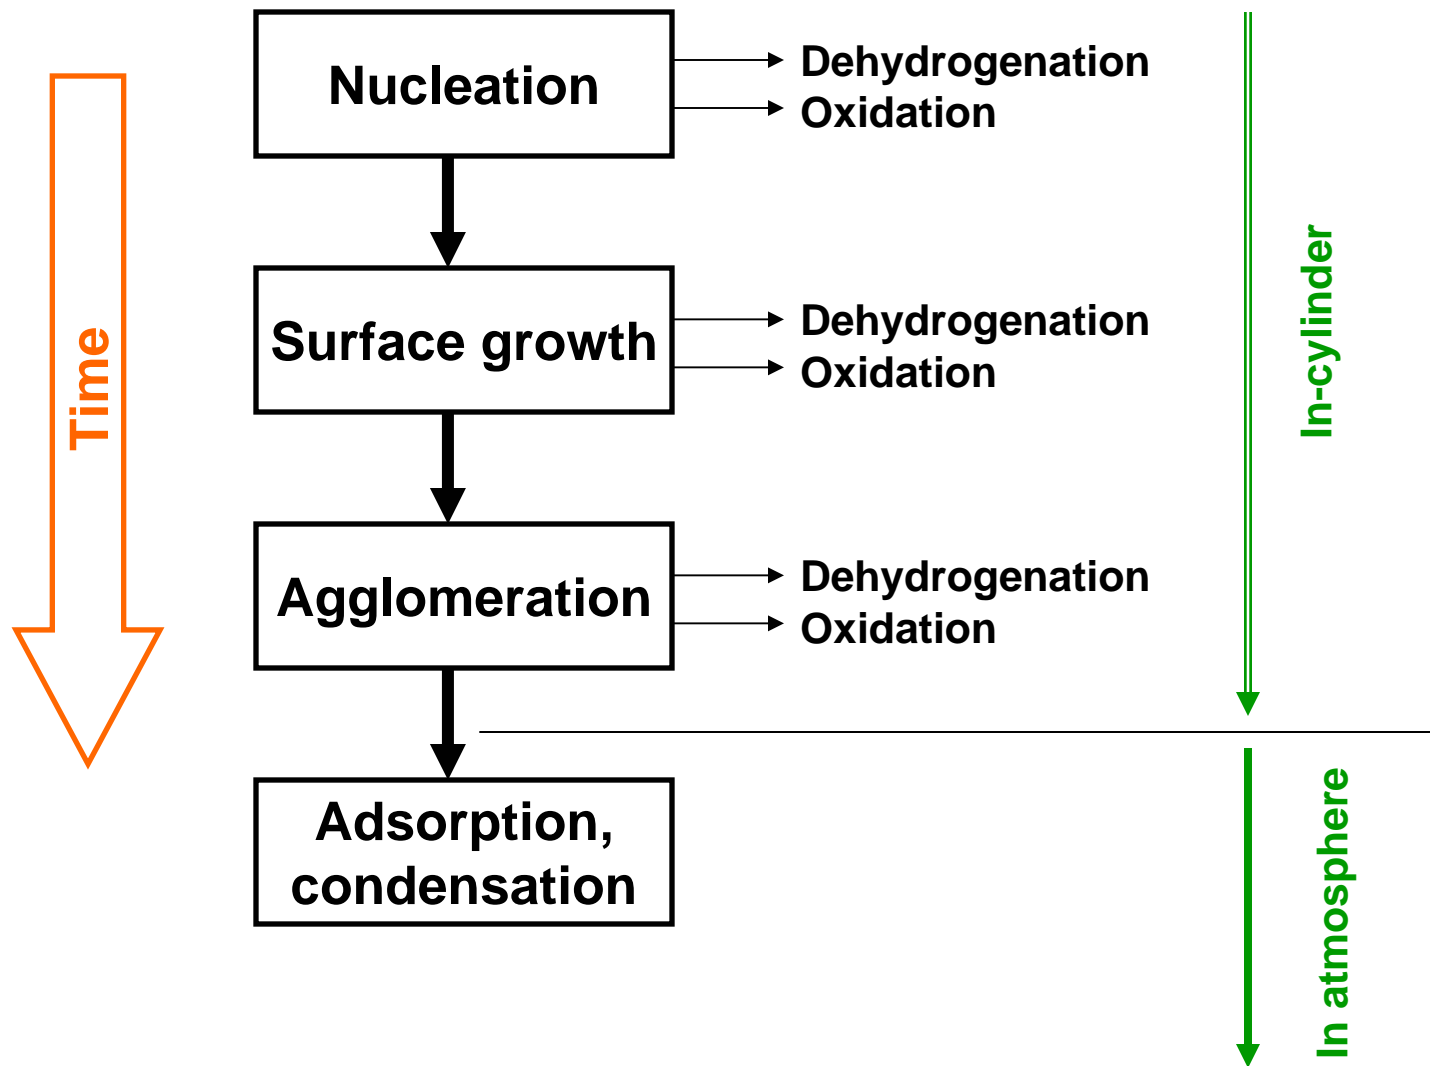 Time
Nucleation
Dehydrogenation
Oxidation
Surface growth
Dehydrogenation
Oxidation
Agglomeration
Dehydrogenation
Oxidation
Adsorption,
condensation
In-cylinder
In atmosphere